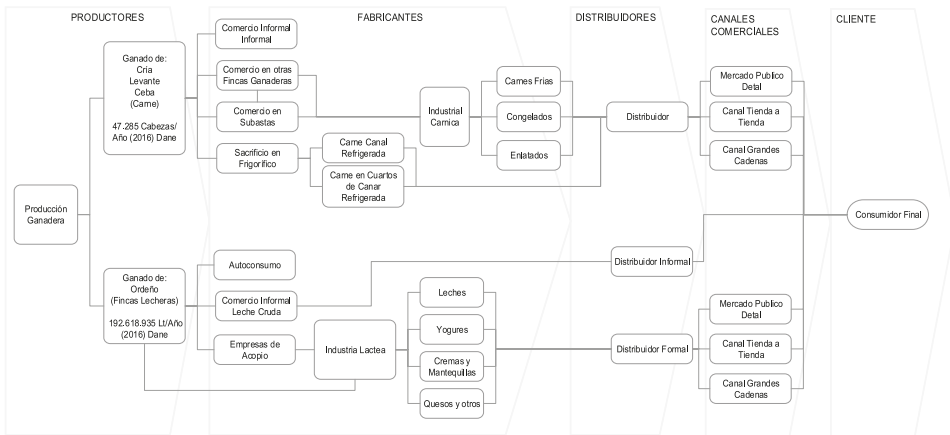 PRODUCTORES
FABRICANTES
DISTRIBUIDORES
CANALES
COMERCIALES
CLIENTE
Producción
Ganadera
Ganado de:
Cria
Levante
Ceba
(Carne)
47.285 Cabezas/
Año (2016) Dane
Comercio Informal
Informal
Comercio en otras
Fincas Ganaderas
Comercio en
Subastas
Sacrificio en
Frigorífico
Carne Canal
Refrigerada
Carne en Cuartos
de Canar
Refrigerada
Industrial
Carnica
Carnes Frias
Congelados
Enlatados
Distribuidor
Mercado Publico
Detal
Canal Tienda a
Tienda
Canal Grandes
Cadenas
Consumidor Final
Ganado de:
Ordeño
(Fincas Lecheras)
192.618.935 Lt/Año
(2016) Dane
Autoconsumo
Comercio Informal
Leche Cruda
Empresas de
Acopio
Industria Lactea
Leches
Yogures
Cremas y
Mantequillas
Quesos y otros
Distribuidor Informal
Distribuidor Formal
Mercado Publico
Detal
Canal Tienda a
Tienda
Canal Grandes
Cadenas